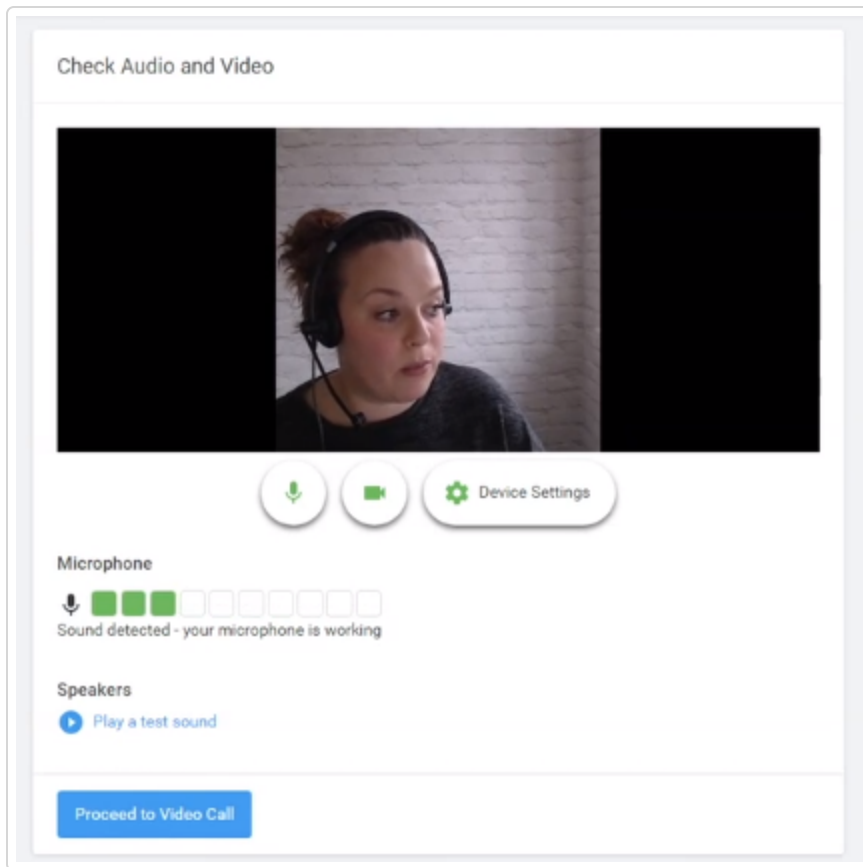 Check Audio and Video
Device Settings
Microphone
Sound detected - your microphone is working
Speakers
Play a test sound
Proceed to Video Call